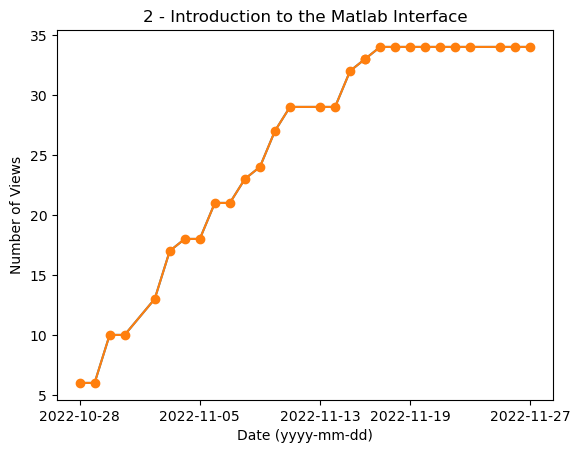 2 - Introduction to the Matlab Interface
Number of Views
35
30
25
20
15
10
5
2022-10-28 2022-11-05 2022-11-13 2022-11-19 2022-11-27
Date (yyyy-mm-dd)